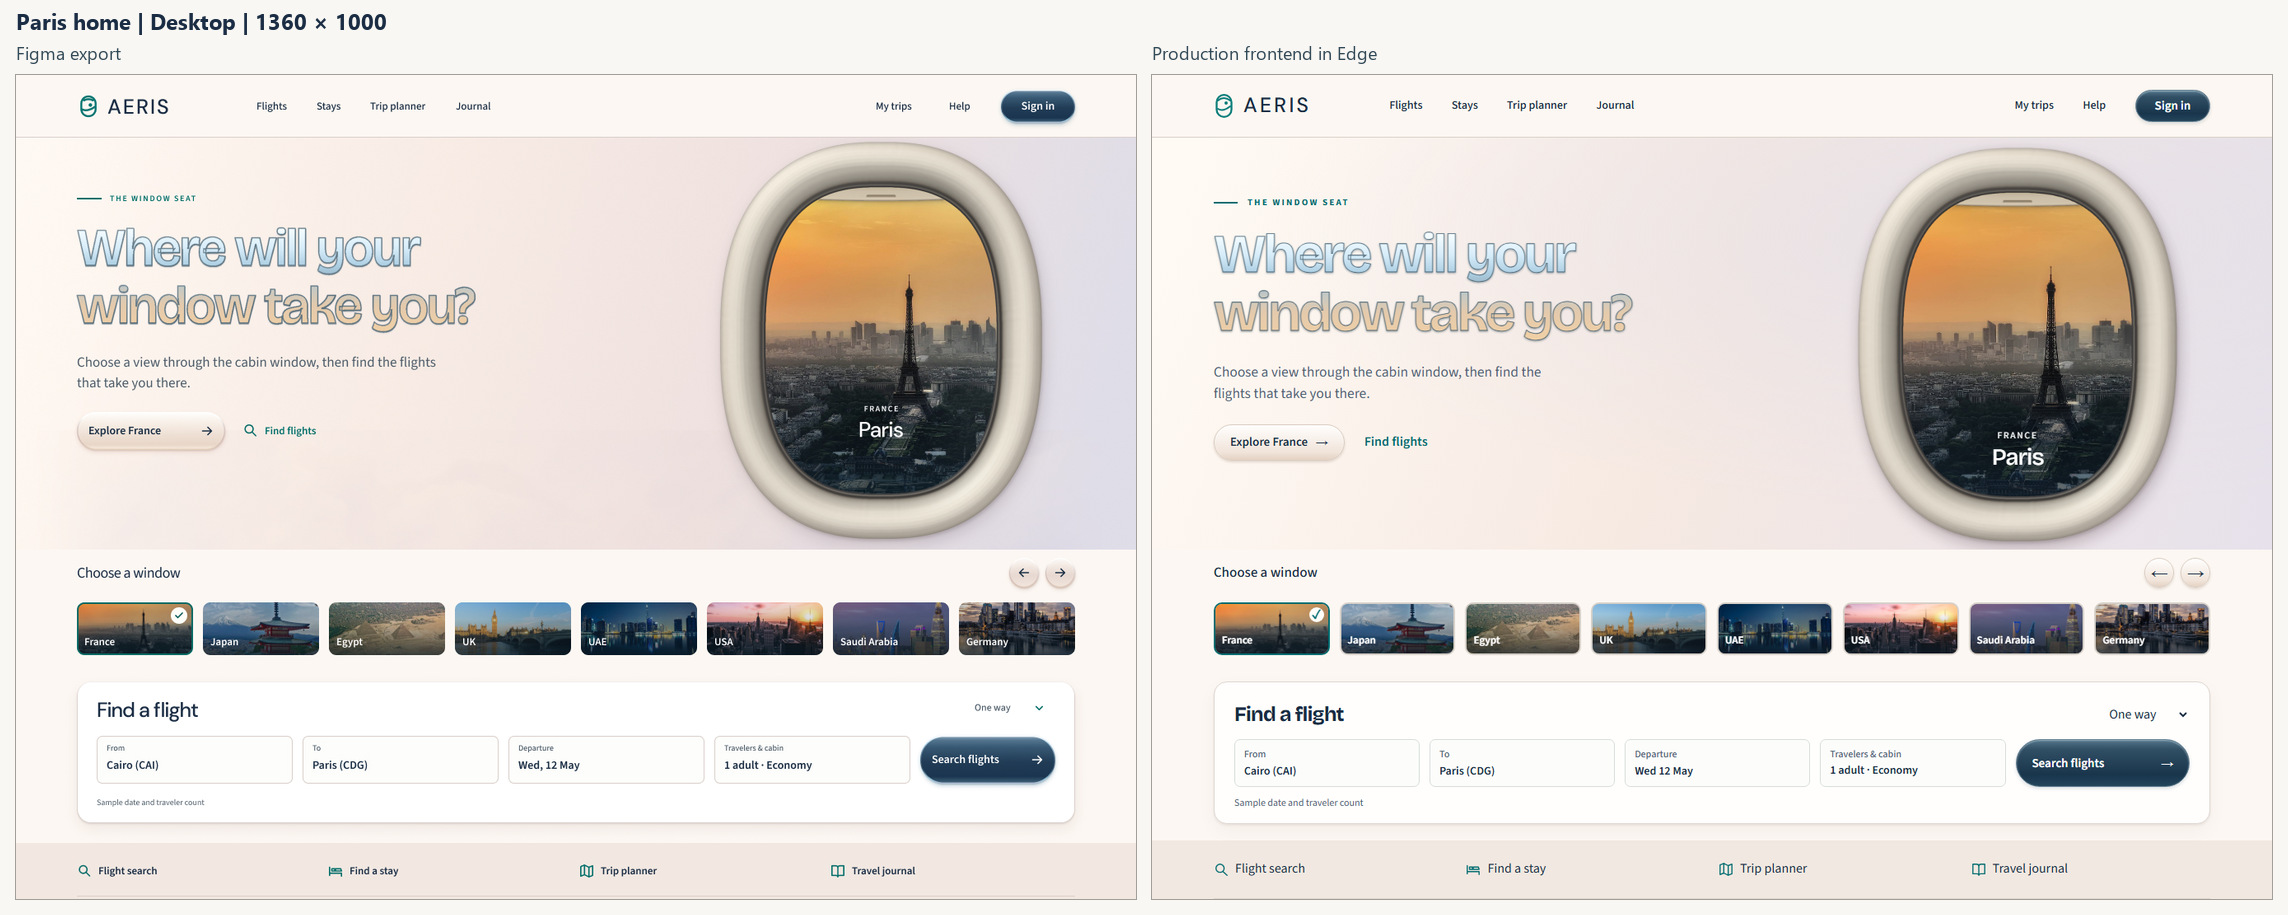 Paris home | Desktop | 1360 × 1000
Figma export
AERIS
Flights
Stays
Trip planner
Journal
My trips
Help
Sign in
THE WINDOW SEAT
Where will your
window take you?
Choose a view through the cabin window, then find the flights
that take you there.
Explore France →
Find flights
FRANCE
Paris
Choose a window
← →
France
Japan
Egypt
UK
UAE
USA
Saudi Arabia
Germany
Find a flight
One way
From
Cairo (CAI)
To
Paris (CDG)
Departure
Wed, 12 May
Travelers & cabin
1 adult · Economy
Search flights →
Sample date and traveler count
Flight search
Find a stay
Trip planner
Travel journal
Production frontend in Edge
AERIS
Flights
Stays
Trip planner
Journal
My trips
Help
Sign in
THE WINDOW SEAT
Where will your
window take you?
Choose a view through the cabin window, then find the
flights that take you there.
Explore France →
Find flights
FRANCE
Paris
Choose a window
← →
France
Japan
Egypt
UK
UAE
USA
Saudi Arabia
Germany
Find a flight
One way
From
Cairo (CAI)
To
Paris (CDG)
Departure
Wed 12 May
Travelers & cabin
1 adult · Economy
Search flights →
Sample date and traveler count
Flight search
Find a stay
Trip planner
Travel journal